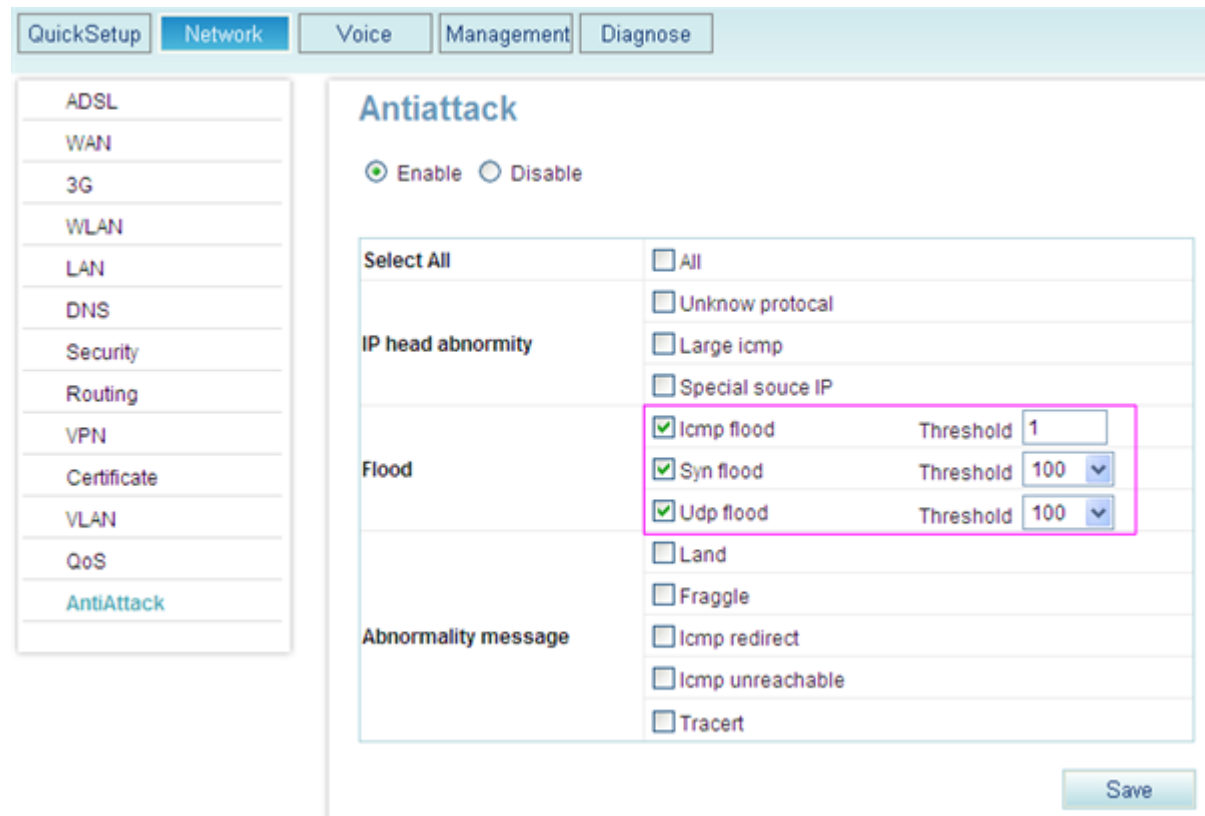 QuickSetup Network Voice Management Diagnose
ADSL
WAN
3G
WLAN
LAN
DNS
Security
Routing
VPN
Certificate
VLAN
QoS
AntiAttack
Antiattack
Enable Disable
Select All All
Unknow protocal
IP head abnormity Large icmp
Special souce IP
Icmp flood Threshold 1
Flood Syn flood Threshold 100
Udp flood Threshold 100
Land
Fraggle
Abnormality message Icmp redirect
Icmp unreachable
Tracert
Save